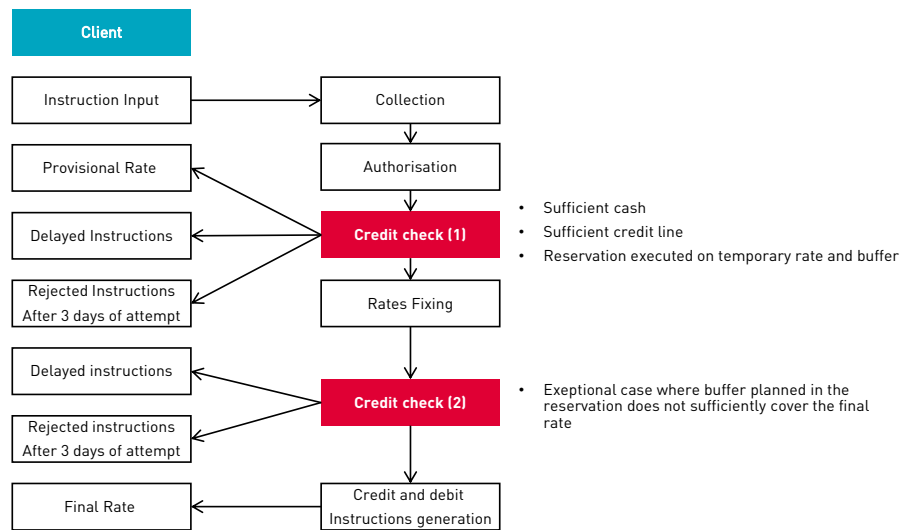 Client
Instruction Input
Collection
Provisional Rate
Authorisation
Delayed Instructions
Credit check (1)
• Sufficient cash
• Sufficient credit line
• Reservation executed on temporary rate and buffer
Rejected Instructions
After 3 days of attempt
Rates Fixing
Delayed instructions
Credit check (2)
• Exeptional case where buffer planned in the
reservation does not sufficiently cover the final
rate
Rejected instructions
After 3 days of attempt
Final Rate
Credit and debit
Instructions generation